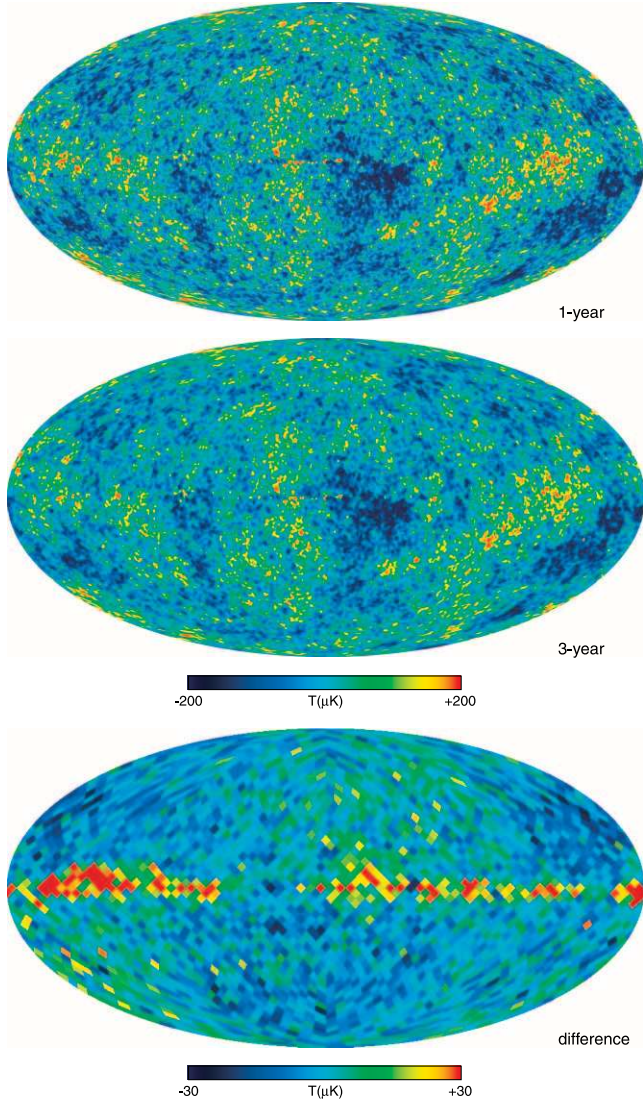 1-year
3-year
-200 T(μK) +200
difference
-30 T(μK) +30